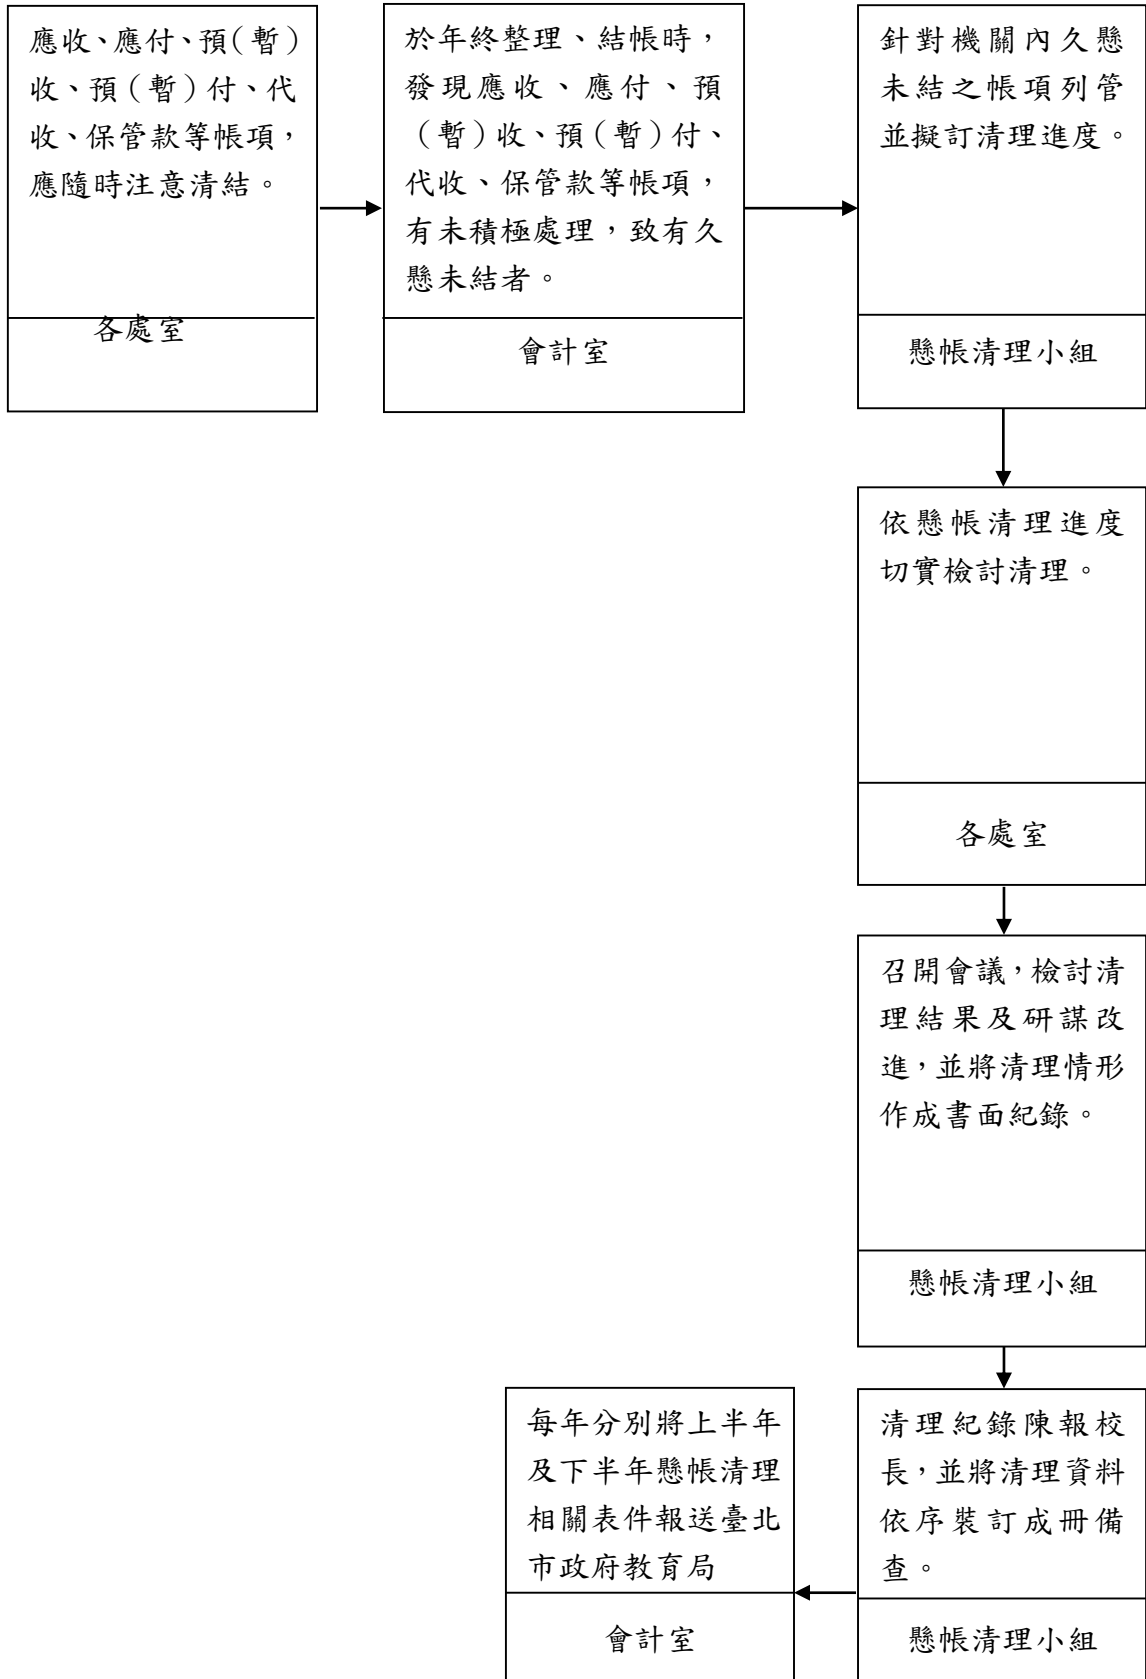 應收、應付、預(暫)
收、預(暫)付、代
收、保管款等帳項,
應隨時注意清結。
各處室
於年終整理、結帳時,
發現應收、應付、預
(暫)收、預(暫)付、
代收、保管款等帳項,
有未積極處理,致有久
懸未結者。
會計室
針對機關內久懸
未結之帳項列管
並擬訂清理進度。
懸帳清理小組
依懸帳清理進度
切實檢討清理。
各處室
召開會議,檢討清
理結果及研謀改
進,並將清理情形
作成書面紀錄。
懸帳清理小組
清理紀錄陳報校
長,並將清理資料
依序裝訂成冊備
查。
懸帳清理小組
每年分別將上半年
及下半年懸帳清理
相關表件報送臺北
市政府教育局
會計室